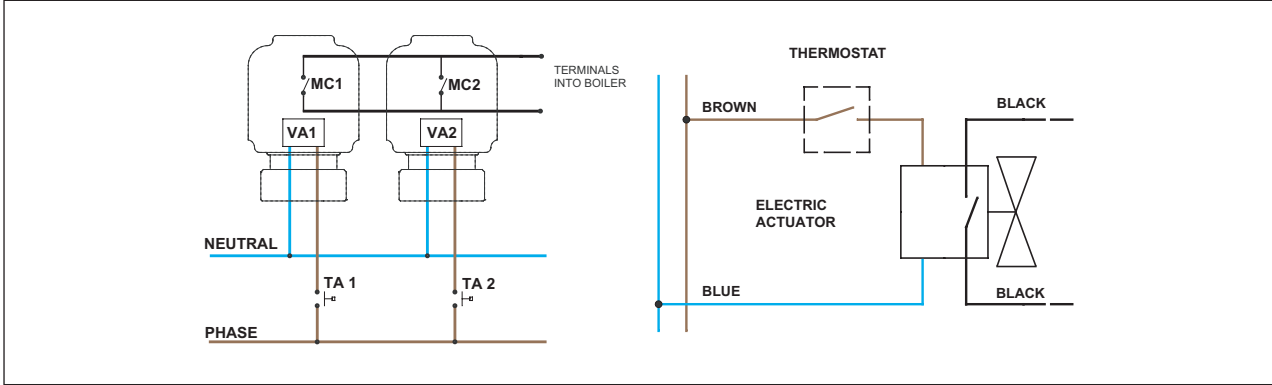 MC1
MC2
TERMINALS
INTO BOILER
VA1
VA2
NEUTRAL
TA 1
TA 2
PHASE
THERMOSTAT
BROWN
BLACK
ELECTRIC
ACTUATOR
BLUE
BLACK